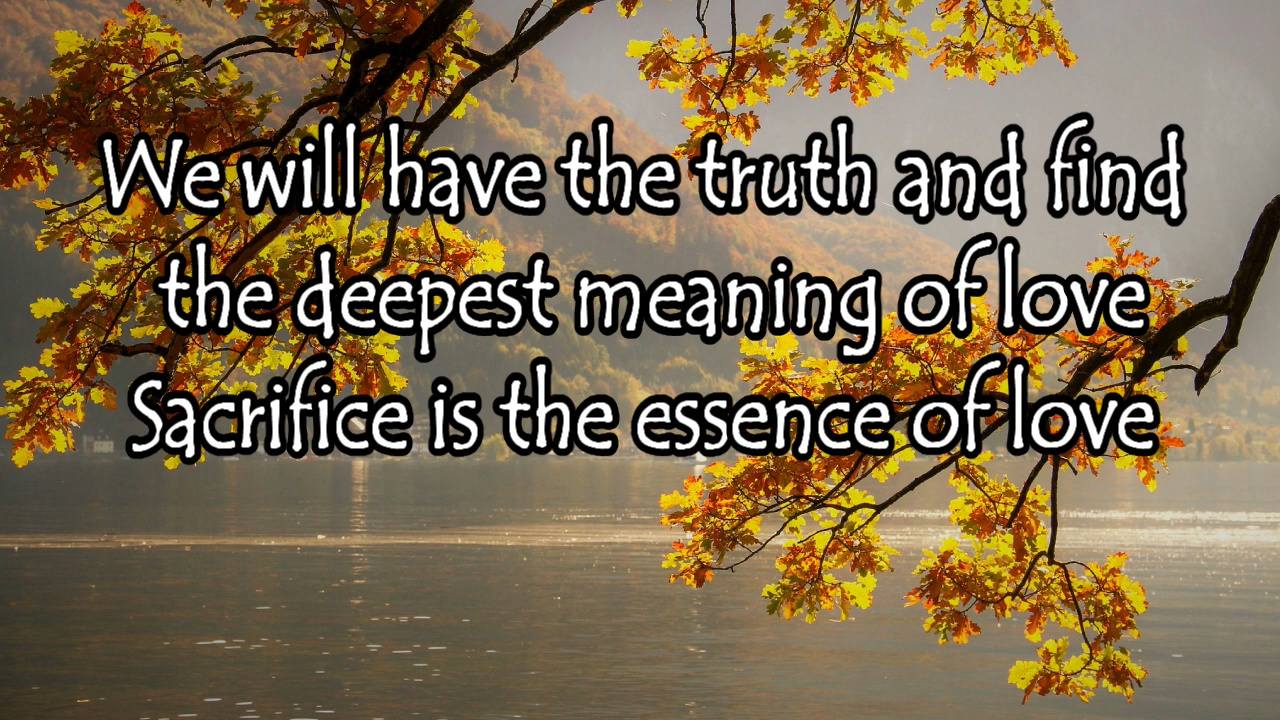 We will have the truth and find
the deepest meaning of love
Sacrifice is the essence of love